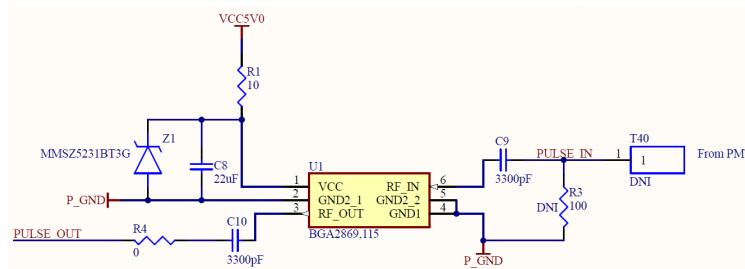 VCC5V0
R1
10
Z1
MMSZ5231BT3G
C8
22uF
P_GND
U1
1 VCC RF_IN 6
2 GND2_1 GND2_2 5
3 RF_OUT GND1 4
BGA2869,115
C9
3300pF
PULSE_IN
T40
1 1
DNI
From PM
R3
DNI 100
P_GND
C10
3300pF
R4
0
PULSE_OUT